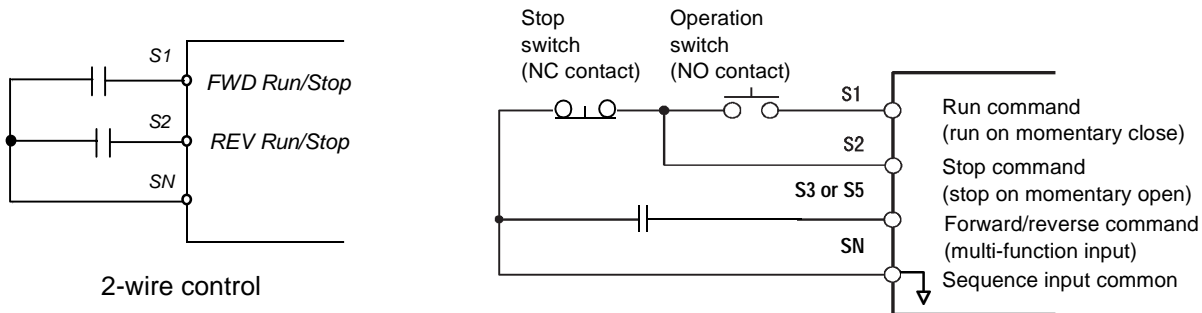 S1
FWD Run/Stop
S2
REV Run/Stop
SN
2-wire control
Stop
switch
(NC contact)
Operation
switch
(NO contact)
S1
Run command
(run on momentary close)
S2
Stop command
(stop on momentary open)
S3 or S5
Forward/reverse command
(multi-function input)
SN
Sequence input common